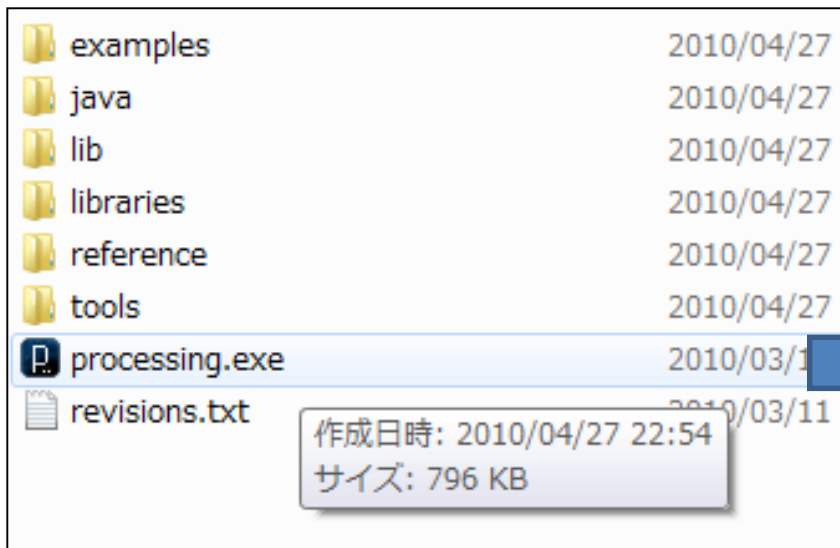 examples 2010/04/27
java 2010/04/27
lib 2010/04/27
libraries 2010/04/27
reference 2010/04/27
tools 2010/04/27
processing.exe 2010/03/1
revisions.txt 2010/03/11
作成日時: 2010/04/27 22:54
サイズ: 796 KB